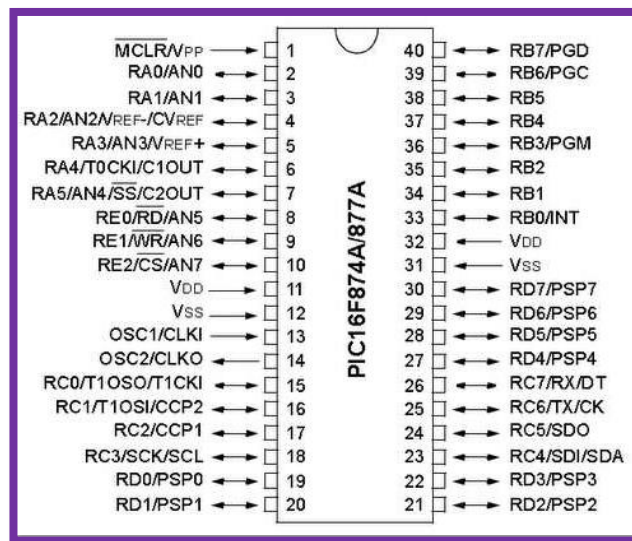 MCLR/VPP 1 40 RB7/PGD
RA0/AN0 2 39 RB6/PGC
RA1/AN1 3 38 RB5
RA2/AN2/VREF-/CVREF 4 37 RB4
RA3/AN3/VREF+ 5 36 RB3/PGM
RA4/T0CKI/C1OUT 6 35 RB2
RA5/AN4/SS/C2OUT 7 34 RB1
RE0/RD/AN5 8 33 RB0/INT
RE1/WR/AN6 9 32 VDD
RE2/CS/AN7 10 31 VSS
VDD 11 30 RD7/PSP7
VSS 12 29 RD6/PSP6
OSC1/CLKI 13 28 RD5/PSP5
OSC2/CLKO 14 27 RD4/PSP4
RC0/T1OSO/T1CKI 15 26 RC7/RX/DT
RC1/T1OSI/CCP2 16 25 RC6/TX/CK
RC2/CCP1 17 24 RC5/SDO
RC3/SCK/SCL 18 23 RC4/SDI/SDA
RD0/PSP0 19 22 RD3/PSP3
RD1/PSP1 20 21 RD2/PSP2
PIC16F874A/877A